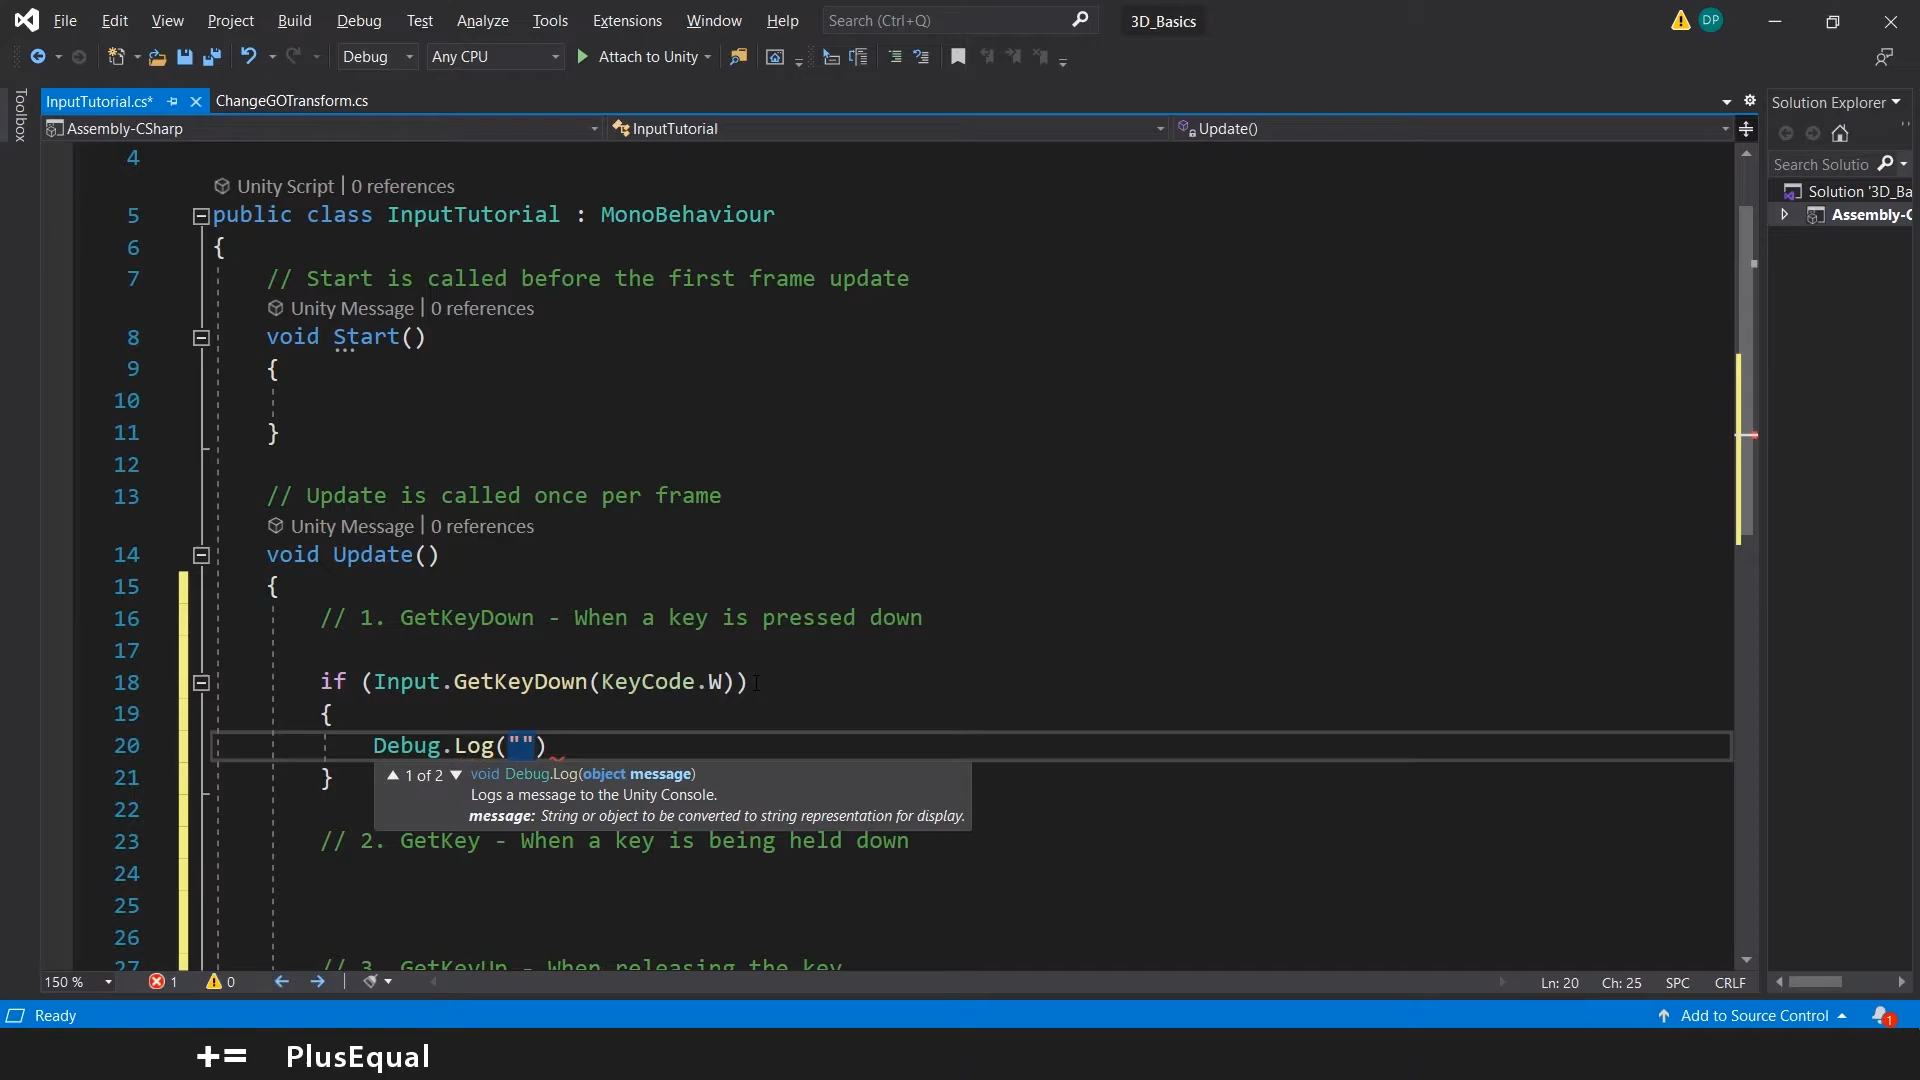 File Edit View Project Build Debug Test Analyze Tools Extensions Window Help Search (Ctrl+Q) 3D_Basics DP
Debug Any CPU Attach to Unity
Toolbox
InputTutorial.cs* ChangeGOTransform.cs
Solution Explorer
Assembly-CSharp InputTutorial Update()
Search Solutio
Solution '3D_Ba
Assembly-C
4
Unity Script | 0 references
5 public class InputTutorial : MonoBehaviour
6 {
7 // Start is called before the first frame update
Unity Message | 0 references
8 void Start()
9 {
10
11 }
12
13 // Update is called once per frame
Unity Message | 0 references
14 void Update()
15 {
16 // 1. GetKeyDown - When a key is pressed down
17
18 if (Input.GetKeyDown(KeyCode.W))
19 {
20 Debug.Log("")
21 }
1 of 2 void Debug.Log(object message)
Logs a message to the Unity Console.
message: String or object to be converted to string representation for display.
22
23 // 2. GetKey - When a key is being held down
24
25
26
27 // 3. GetKeyUp - When releasing the key
150 % 1 0 Ln: 20 Ch: 25 SPC CRLF
Ready Add to Source Control 1
+= PlusEqual